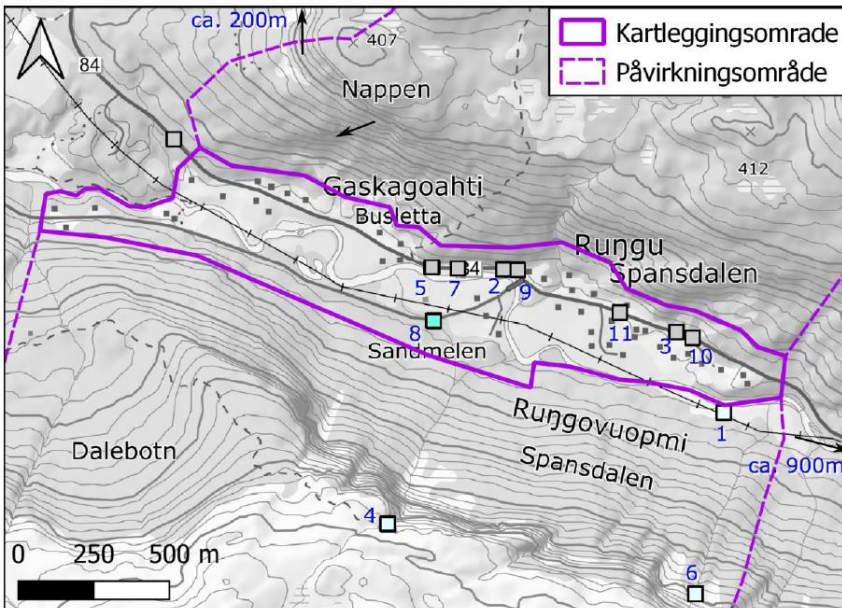 ca. 200m
407
Kartleggingsomrade
Påvirkningsområde
84
Nappen
412
Gaskagoahti
Busletta
Ruŋgu
Spansdalen
84
5
7
2
9
8
11
3
10
Sandmelen
Ruŋgovuopmi
1
Spansdalen
Dalebotn
ca. 900m
4
6
0
250
500 m